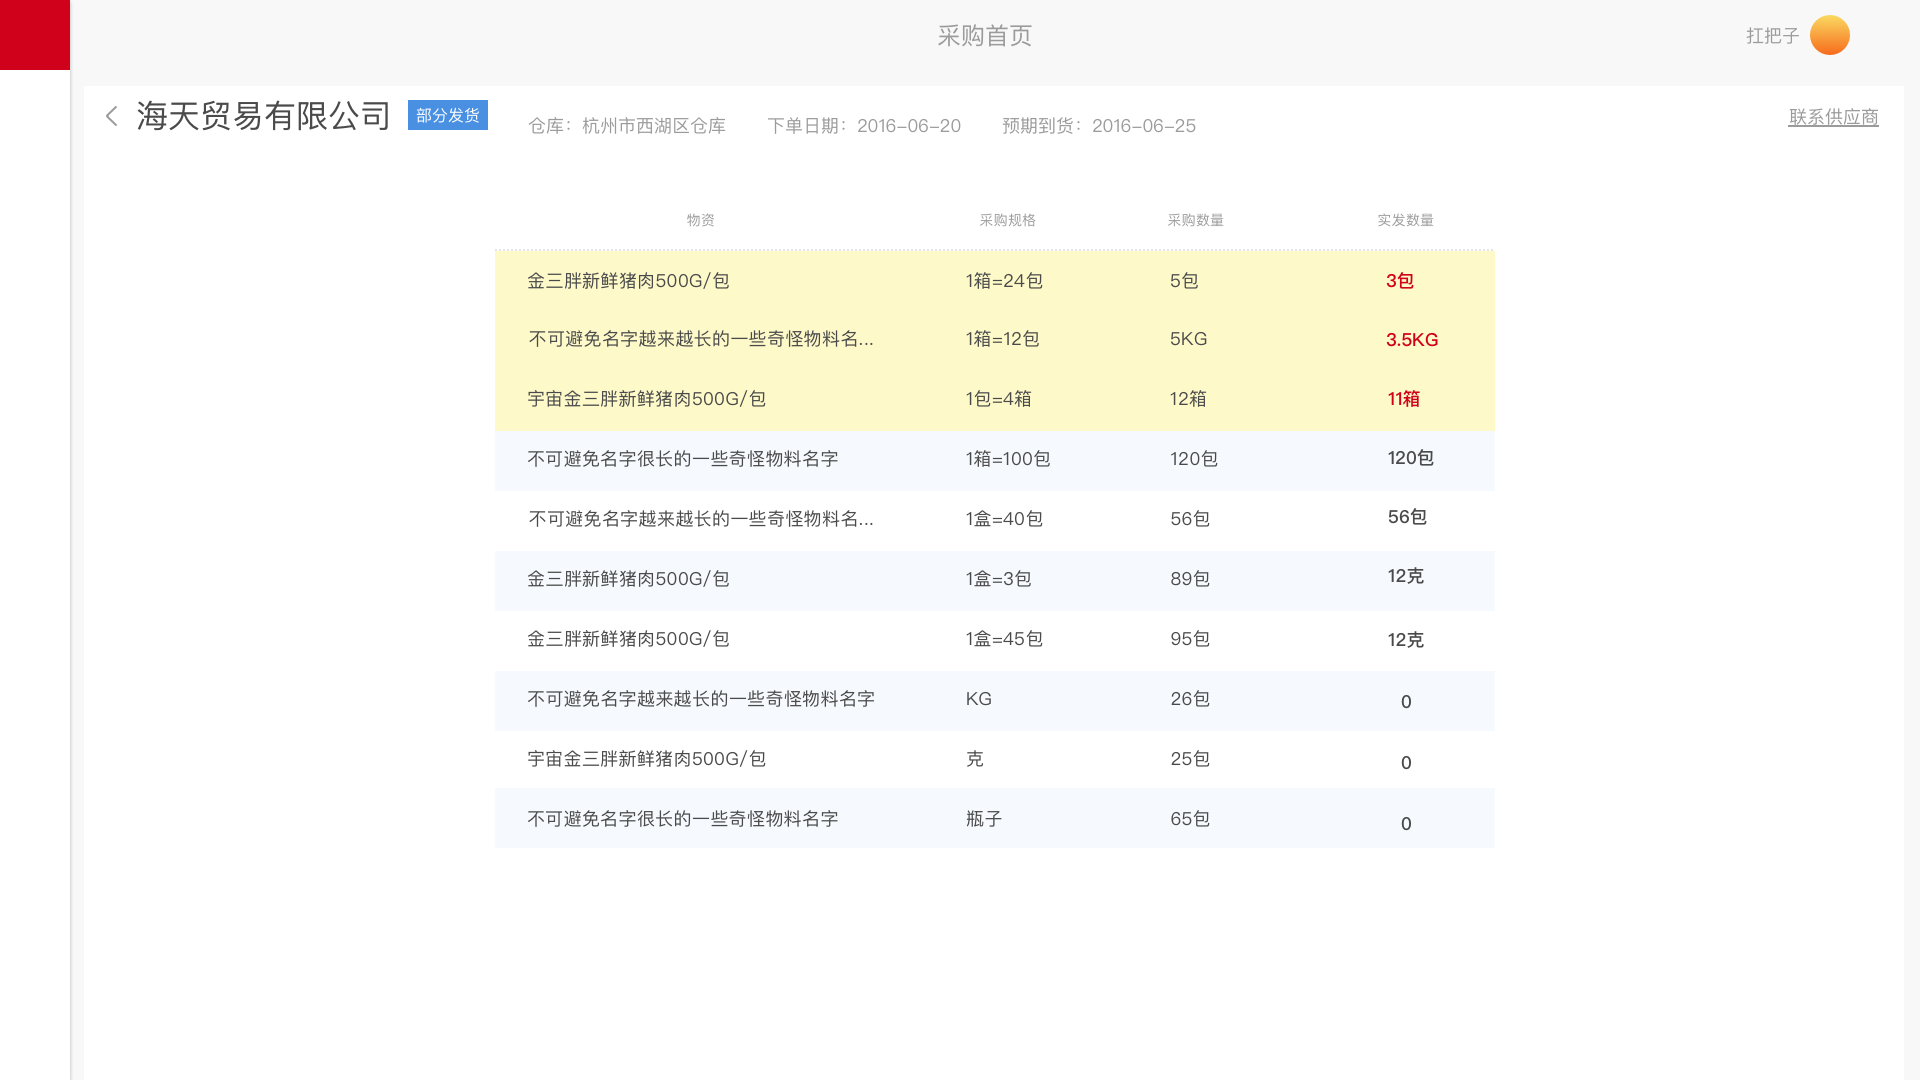 采购首页
扛把子
海天贸易有限公司 部分发货 仓库：杭州市西湖区仓库 下单日期：2016-06-20 预期到货：2016-06-25 联系供应商
物资 采购规格 采购数量 实发数量
金三胖新鲜猪肉500G/包 1箱=24包 5包 3包
不可避免名字越来越长的一些奇怪物料名... 1箱=12包 5KG 3.5KG
宇宙金三胖新鲜猪肉500G/包 1包=4箱 12箱 11箱
不可避免名字很长的一些奇怪物料名字 1箱=100包 120包 120包
不可避免名字越来越长的一些奇怪物料名... 1盒=40包 56包 56包
金三胖新鲜猪肉500G/包 1盒=3包 89包 12克
金三胖新鲜猪肉500G/包 1盒=45包 95包 12克
不可避免名字越来越长的一些奇怪物料名字 KG 26包 0
宇宙金三胖新鲜猪肉500G/包 克 25包 0
不可避免名字很长的一些奇怪物料名字 瓶子 65包 0